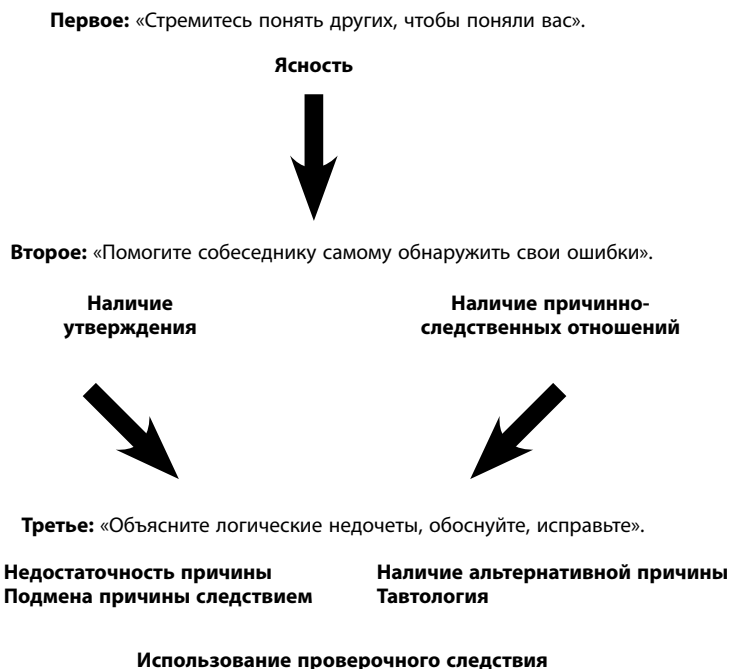 Первое: «Стремитесь понять других, чтобы поняли вас».
Ясность
Второе: «Помогите собеседнику самому обнаружить свои ошибки».
Наличие
утверждения
Наличие причинно-
следственных отношений
Третье: «Объясните логические недочеты, обоснуйте, исправьте».
Недостаточность причины
Подмена причины следствием
Наличие альтернативной причины
Тавтология
Использование проверочного следствия